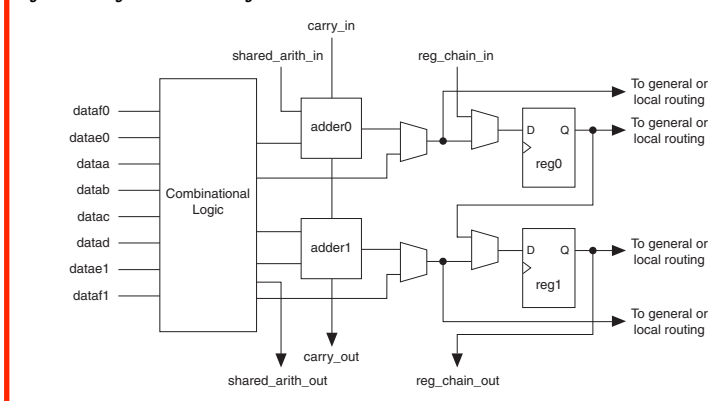 carry_in
shared_arith_in
reg_chain_in
To general or
local routing
dataf0
To general or
local routing
adder0
D Q
datae0
dataa
reg0
datab
Combinational
Logic
datac
datad
To general or
local routing
adder1
D Q
datae1
reg1
dataf1
To general or
local routing
carry_out
shared_arith_out
reg_chain_out